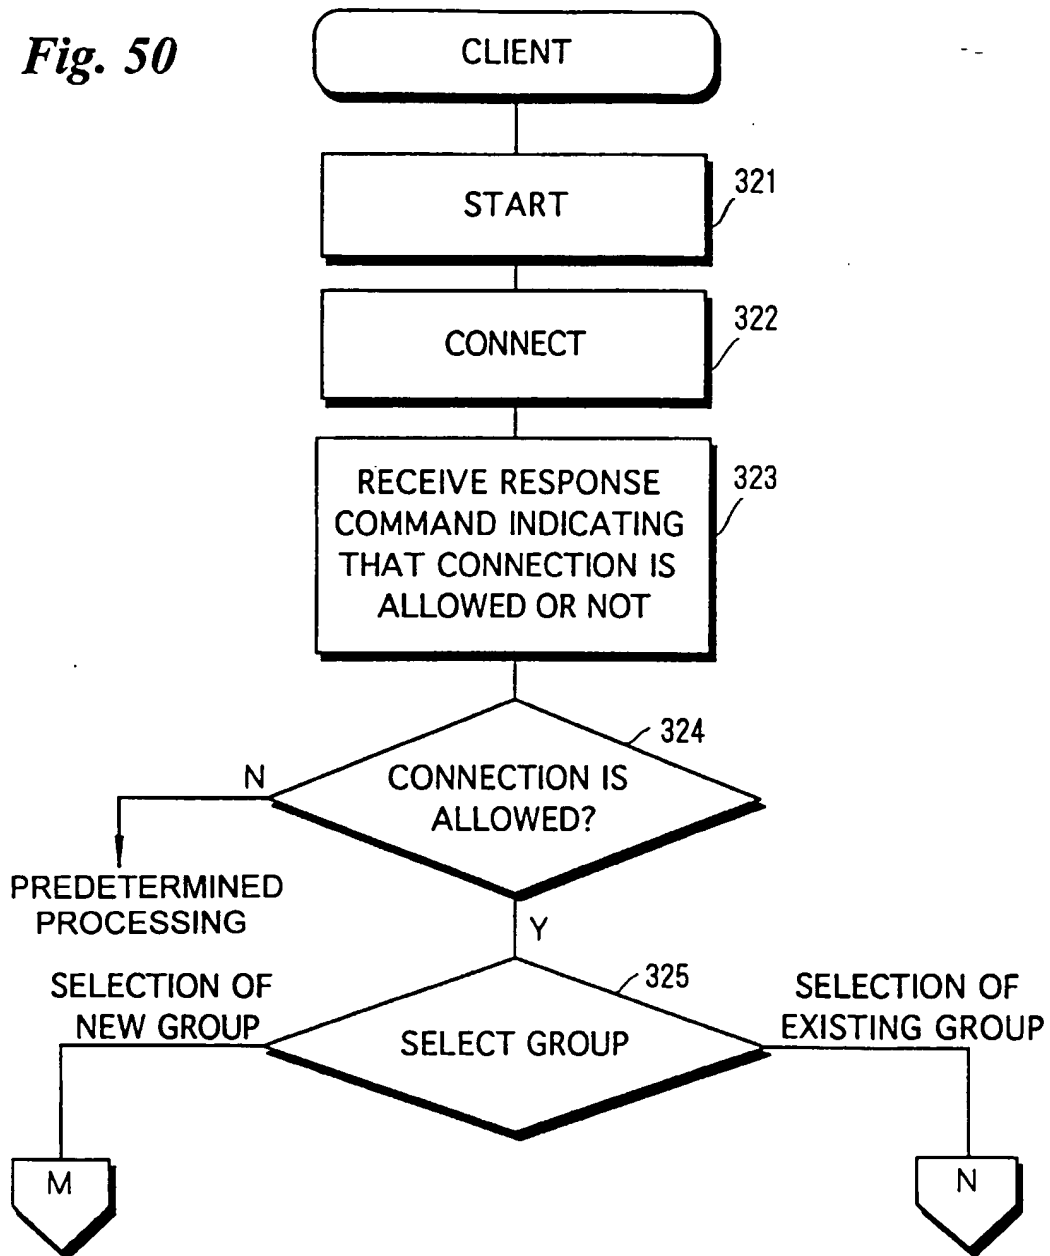 Fig. 50
CLIENT
START
321
CONNECT
322
RECEIVE RESPONSE
COMMAND INDICATING
THAT CONNECTION IS
ALLOWED OR NOT
323
324
CONNECTION IS
ALLOWED?
N
PREDETERMINED
PROCESSING
Y
325
SELECT GROUP
SELECTION OF
NEW GROUP
SELECTION OF
EXISTING GROUP
M
N